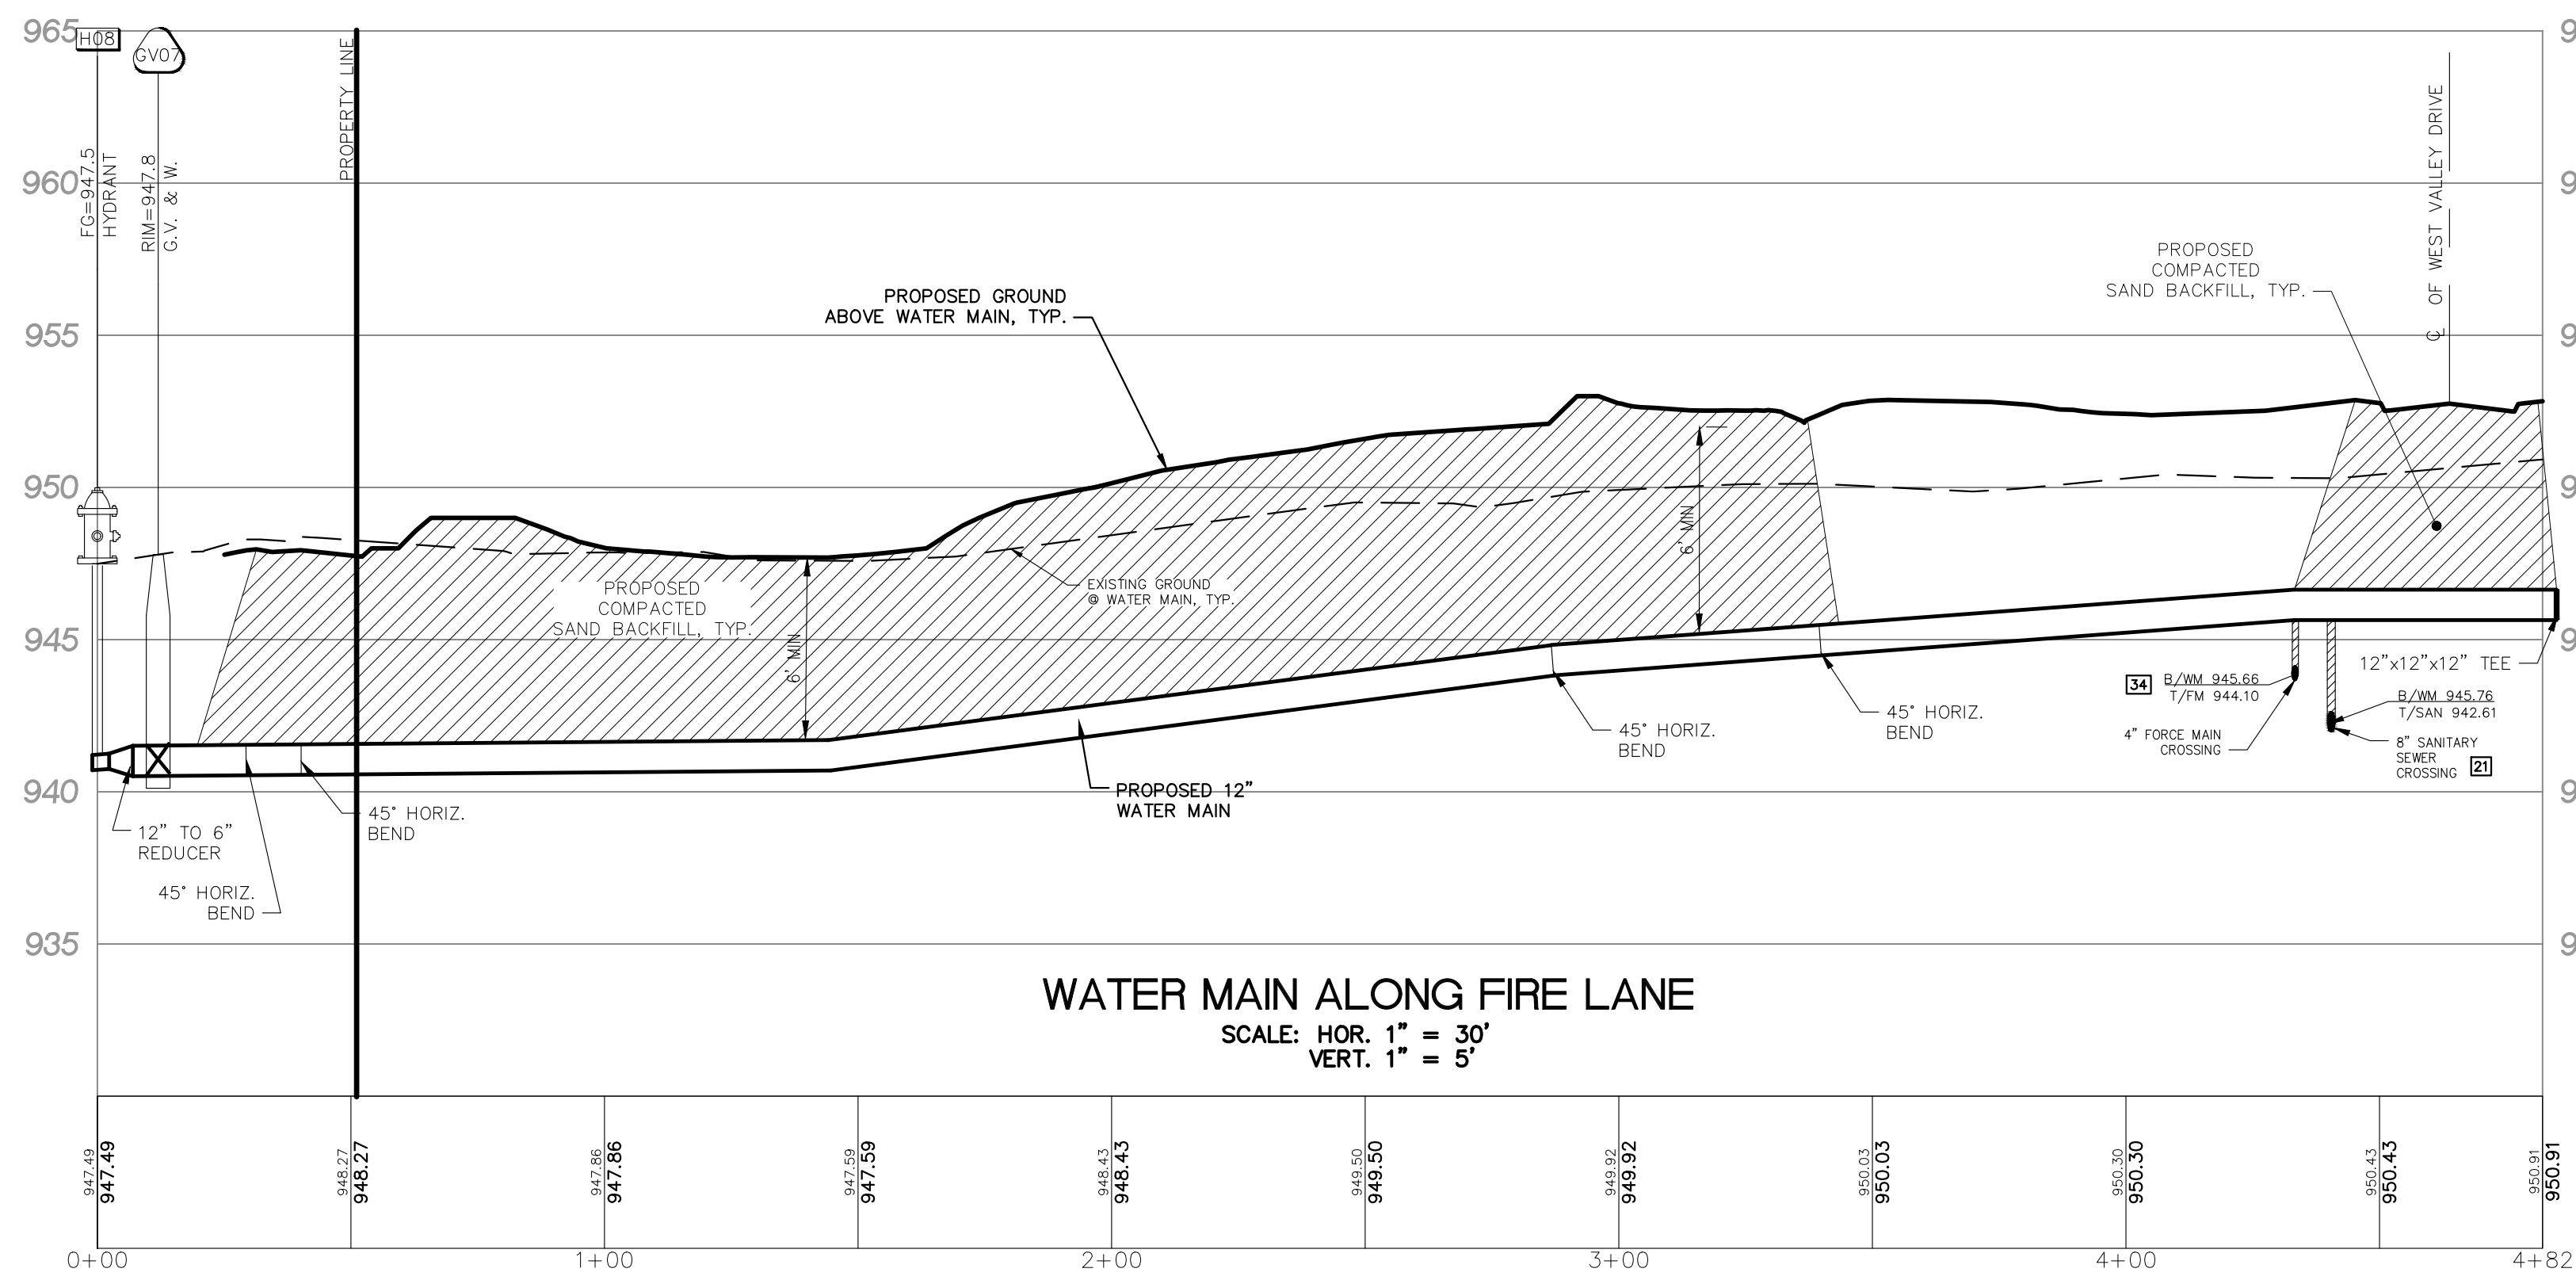 965
H08
GV07
PROPERTY LINE
FG=947.5
HYDRANT
RIM=947.8
G.V. & W.
960
955
950
945
940
935
9
9
9
9
9
9
9
℄ OF WEST VALLEY DRIVE
PROPOSED
COMPACTED
SAND BACKFILL, TYP.
PROPOSED GROUND
ABOVE WATER MAIN, TYP.
6' MIN
EXISTING GROUND
@ WATER MAIN, TYP.
PROPOSED
COMPACTED
SAND BACKFILL, TYP.
6' MIN
12"x12"x12" TEE
34
B/WM 945.66
T/FM 944.10
B/WM 945.76
T/SAN 942.61
4" FORCE MAIN
CROSSING
8" SANITARY
SEWER
CROSSING 21
45° HORIZ.
BEND
45° HORIZ.
BEND
PROPOSED 12"
WATER MAIN
45° HORIZ.
BEND
12" TO 6"
REDUCER
45° HORIZ.
BEND
WATER MAIN ALONG FIRE LANE
SCALE: HOR. 1" = 30'
VERT. 1" = 5'
947.49
947.49
948.27
948.27
947.86
947.86
947.59
947.59
948.43
948.43
949.50
949.50
949.92
949.92
950.03
950.03
950.30
950.30
950.43
950.43
950.91
950.91
0+00
1+00
2+00
3+00
4+00
4+82